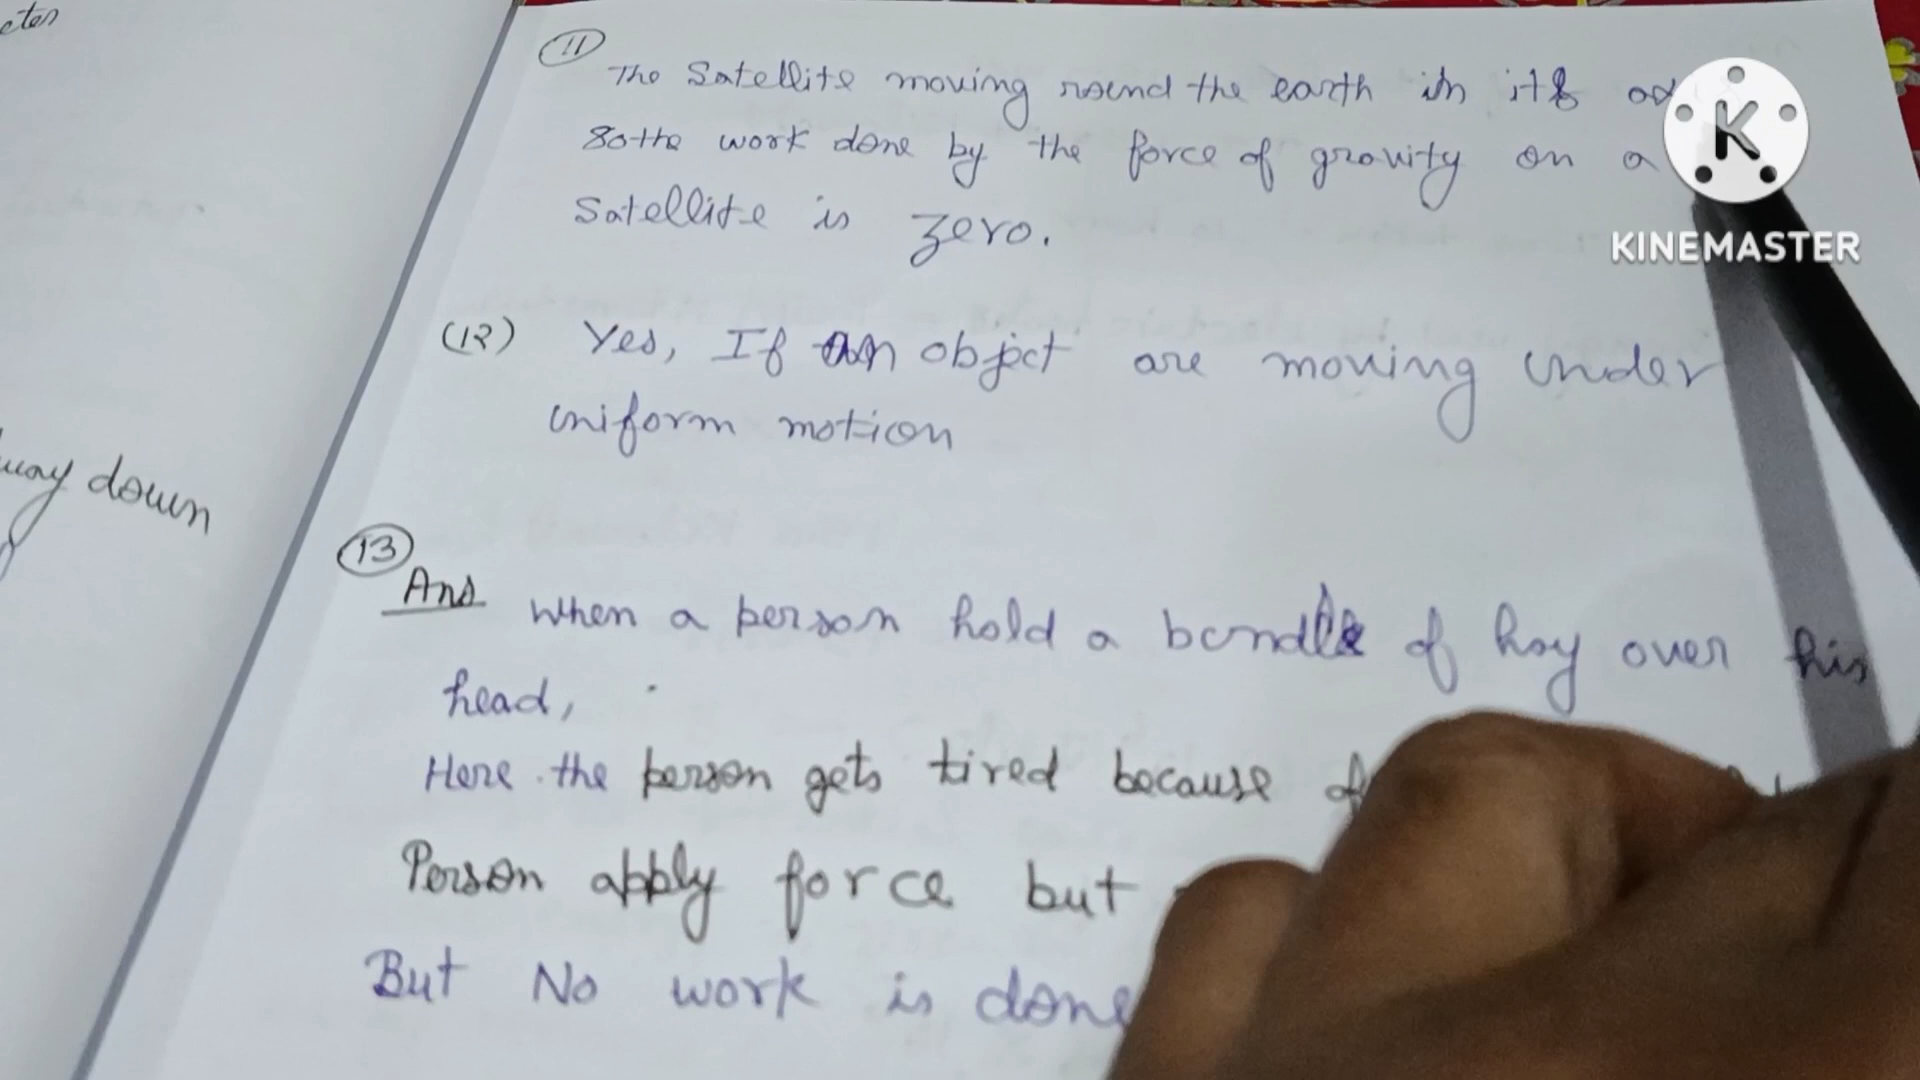 cter
way down
11
The Satellite moving round the earth in its
So the work done by the force of gravity on a
Satellite is zero.
(12) Yes, If an object are moving under
uniform motion
13
Ans When a person hold a bundle of hay over his
head,
Here the person gets tired because of
Person apply force but
But No work is done
K
KINEMASTER